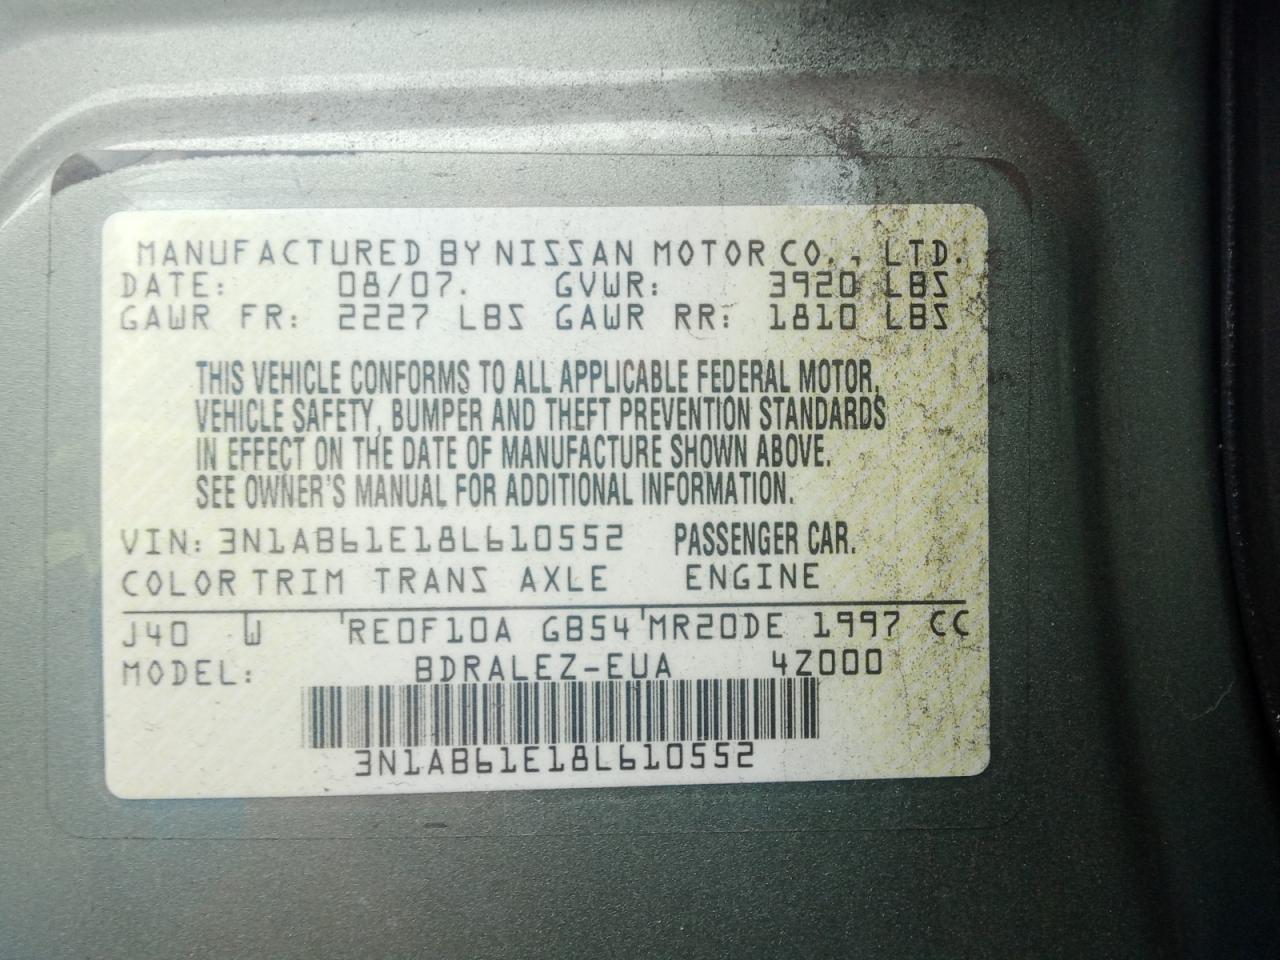 MANUFACTURED BY NISSAN MOTOR CO., LTD.
DATE: 08/07. GVWR: 3920 LBS
GAWR FR: 2227 LBS GAWR RR: 1810 LBS
THIS VEHICLE CONFORMS TO ALL APPLICABLE FEDERAL MOTOR,
VEHICLE SAFETY, BUMPER AND THEFT PREVENTION STANDARDS
IN EFFECT ON THE DATE OF MANUFACTURE SHOWN ABOVE.
SEE OWNER'S MANUAL FOR ADDITIONAL INFORMATION.
VIN: 3N1AB61E18L610552 PASSENGER CAR.
COLOR TRIM TRANS AXLE ENGINE
J40 W 'RE0F10A GB54'MR20DE 1997 CC
MODEL: BDRALEZ-EUA 4Z000
3N1AB61E18L610552